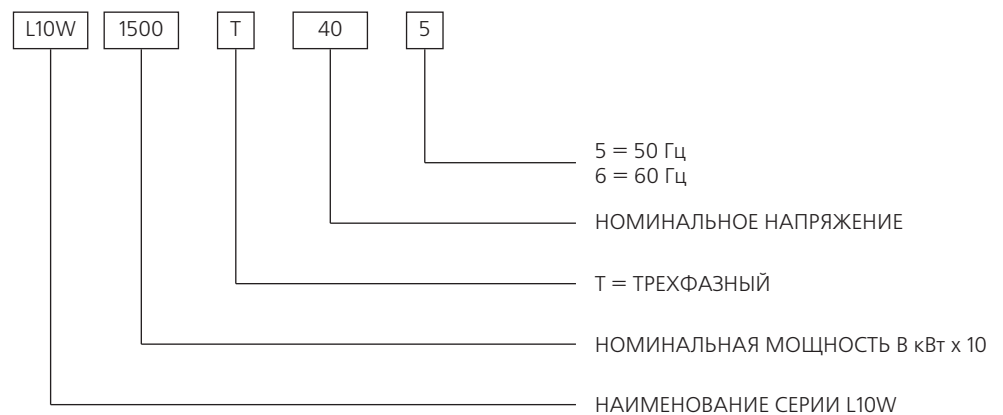 L10W 1500 T 40 5
5 = 50 Гц
6 = 60 Гц
НОМИНАЛЬНОЕ НАПРЯЖЕНИЕ
T = ТРЕХФАЗНЫЙ
НОМИНАЛЬНАЯ МОЩНОСТЬ В кВт x 10
НАИМЕНОВАНИЕ СЕРИИ L10W